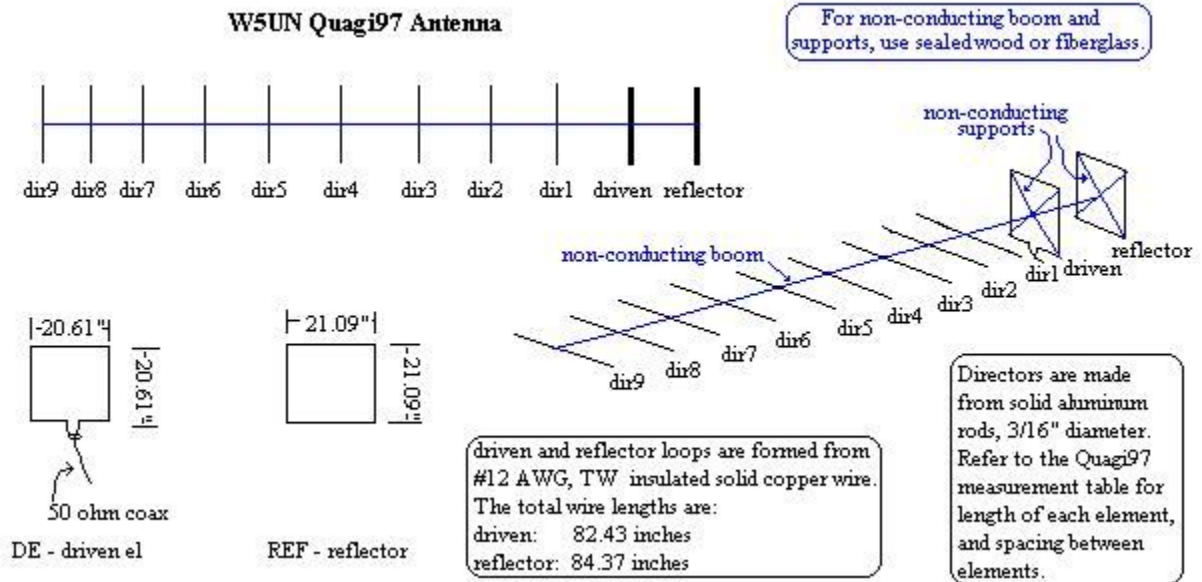 W5UN Quagi97 Antenna
For non-conducting boom and
supports, use sealed wood or fiberglass.
dir9 dir8 dir7 dir6 dir5 dir4 dir3 dir2 dir1 driven reflector
non-conducting
supports
non-conducting boom
reflector
driven
dir1
dir2
dir3
dir4
dir5
dir6
dir7
dir8
dir9
20.61"
20.61"
50 ohm coax
DE - driven el
21.09"
21.09"
REF - reflector
driven and reflector loops are formed from
#12 AWG, TW insulated solid copper wire.
The total wire lengths are:
driven: 82.43 inches
reflector: 84.37 inches
Directors are made
from solid aluminum
rods, 3/16" diameter.
Refer to the Quagi97
measurement table for
length of each element,
and spacing between
elements.